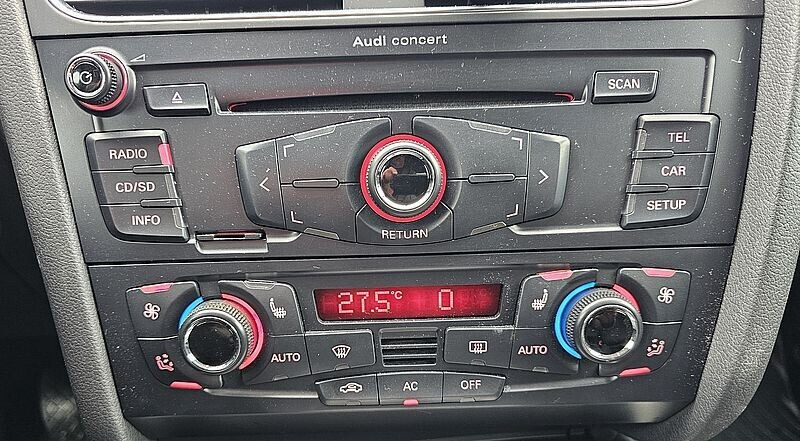 Audi concert
SCAN
RADIO
CD/SD
INFO
TEL
CAR
SETUP
RETURN
27.5°C 0
AUTO
AUTO
AC
OFF